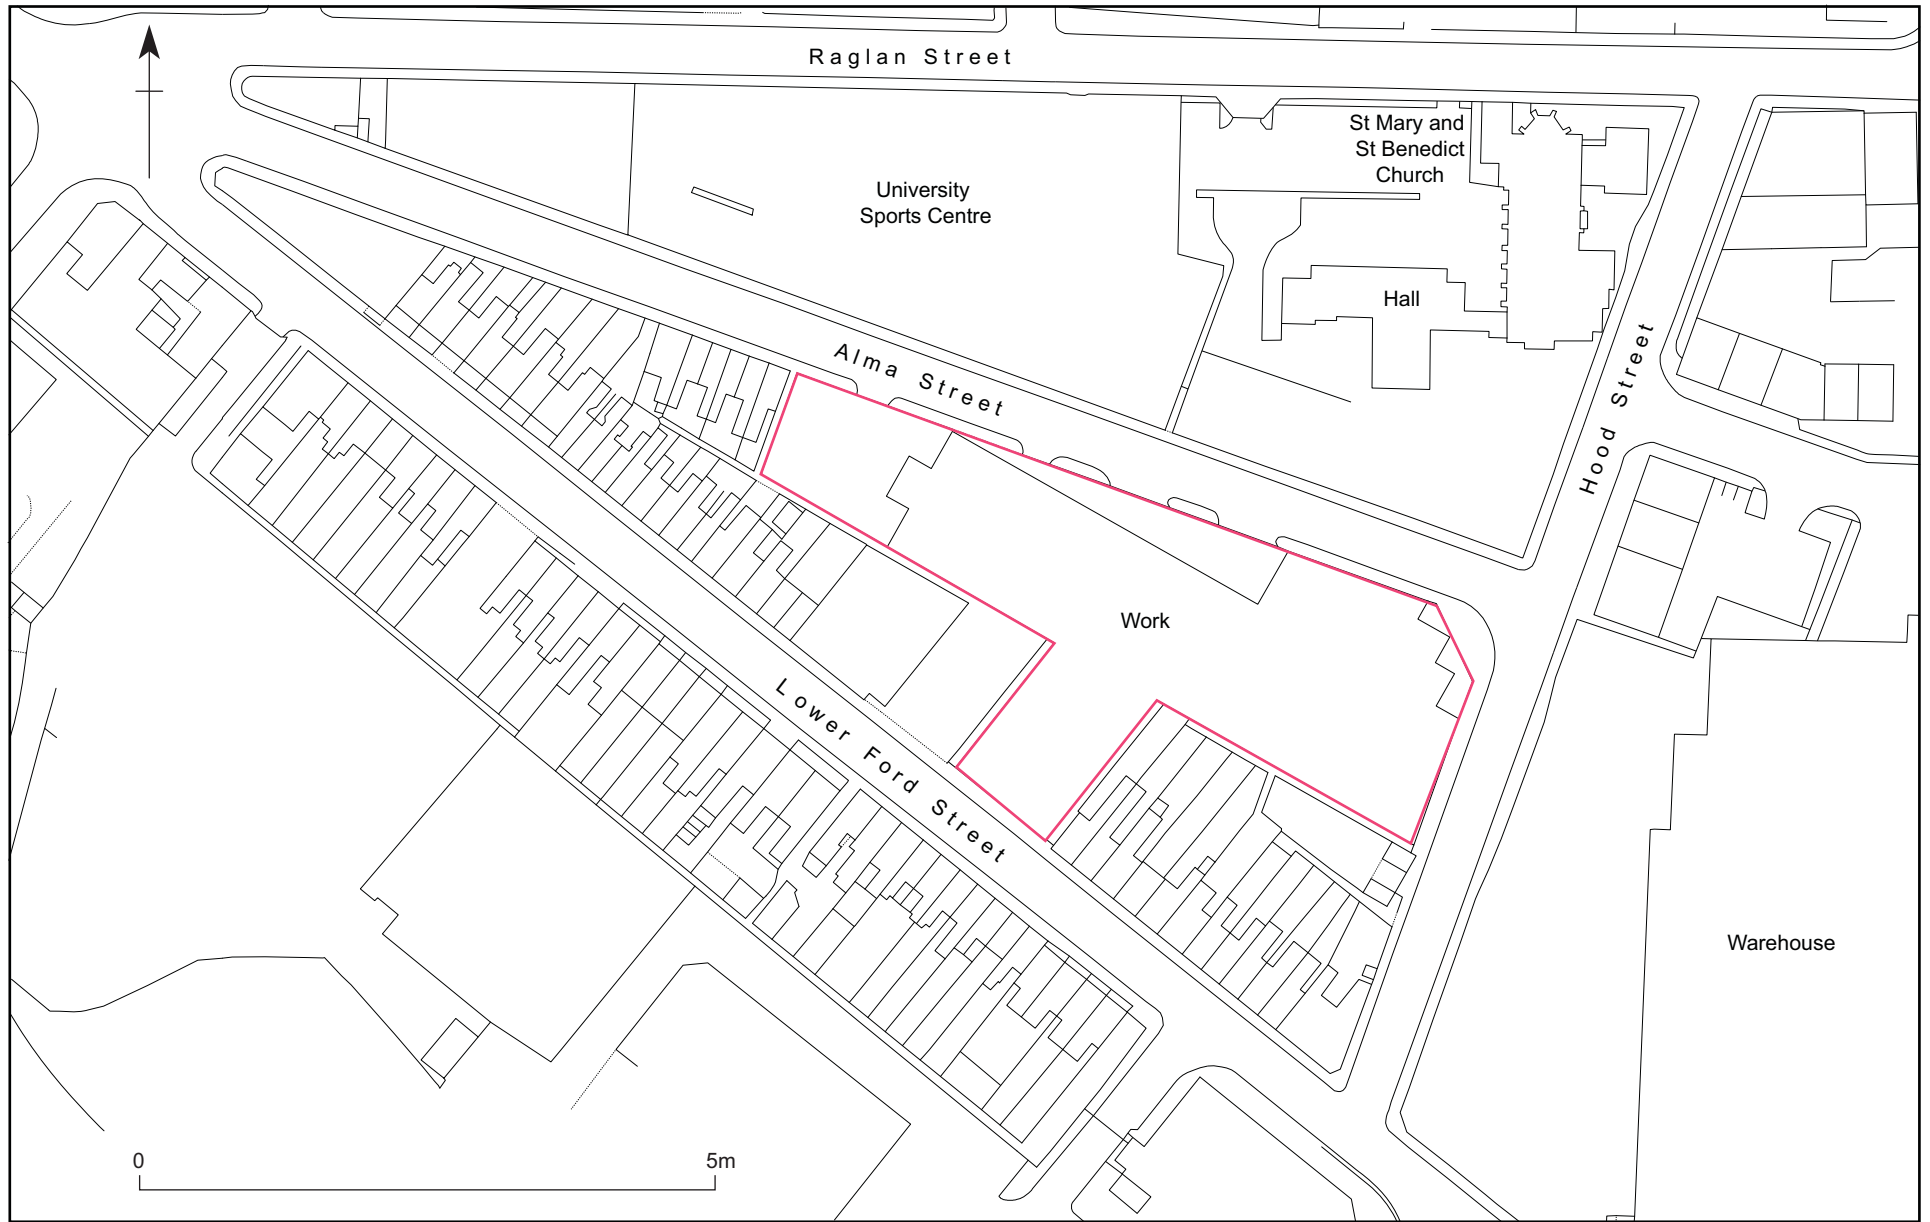 Raglan Street
St Mary and
St Benedict
Church
University
Sports Centre
Hall
Alma Street
Hood Street
Work
Lower Ford Street
Warehouse
0 5m